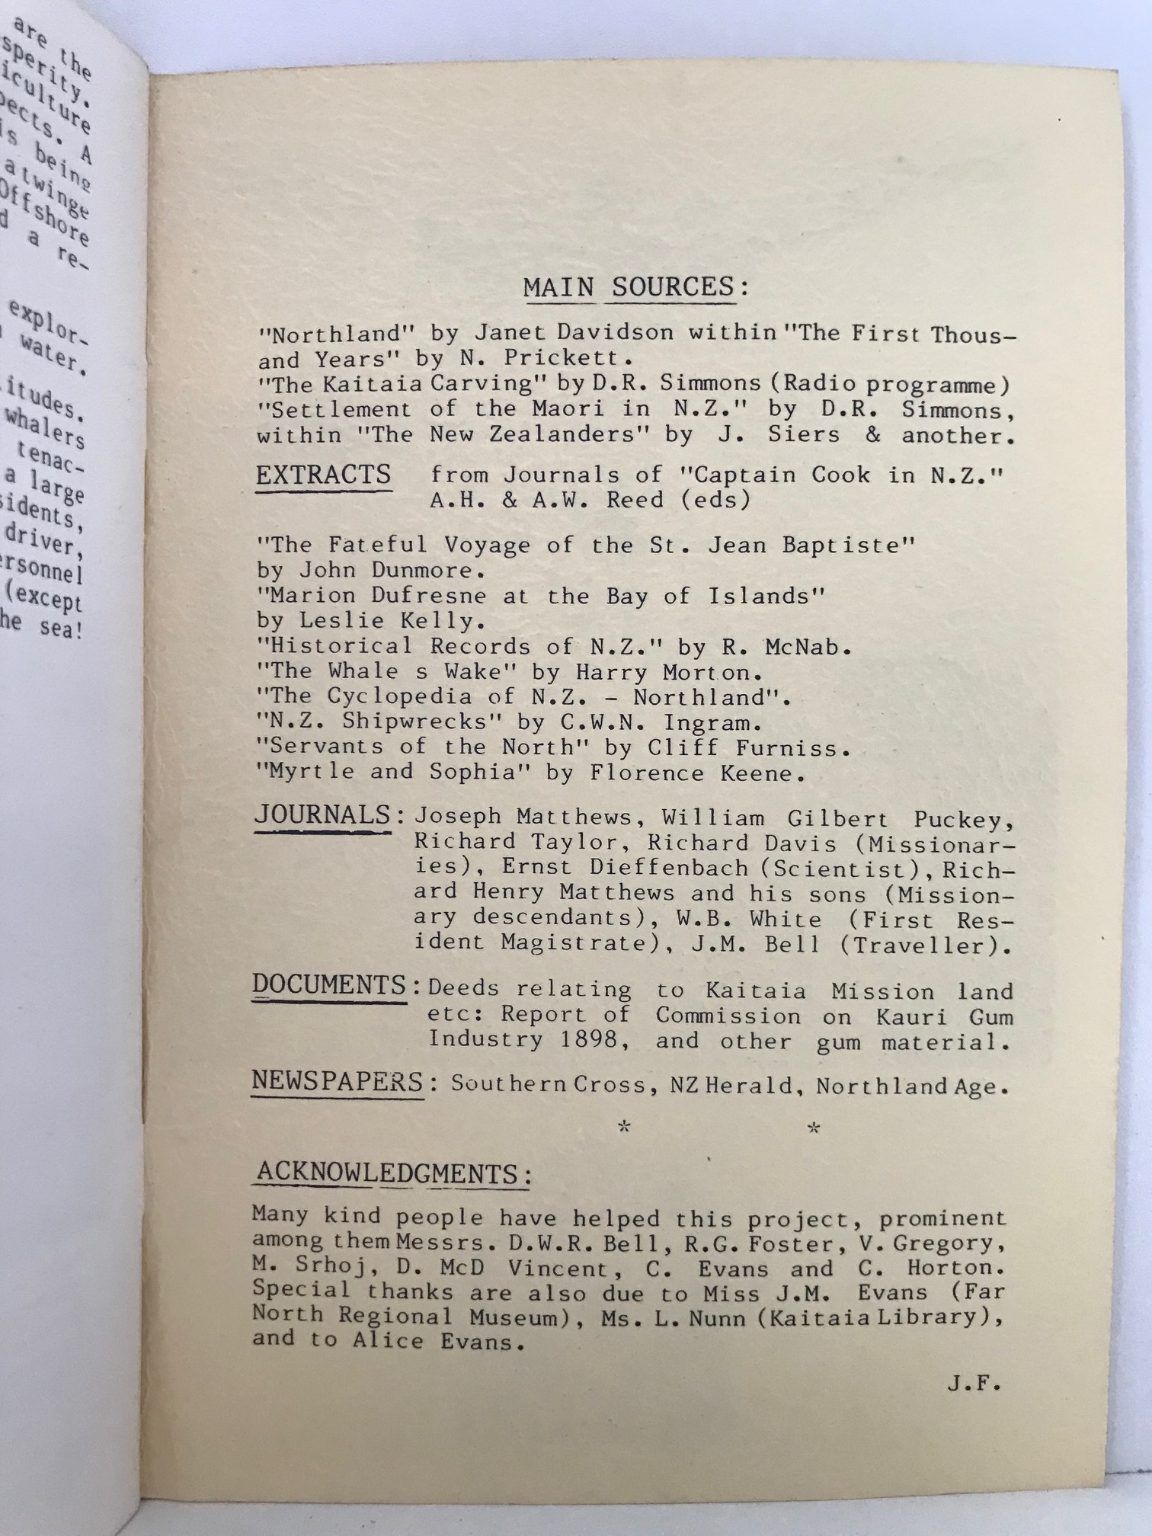 are the
sperity.
iculture
pects. A
is being
atwinge
Offshore
d a re-
explor-
water.
itudes.
whalers
tenac-
a large
sidents,
driver,
ersonnel
(except
he sea!
MAIN SOURCES:
"Northland" by Janet Davidson within "The First Thous-
and Years" by N. Prickett.
"The Kaitaia Carving" by D.R. Simmons (Radio programme)
"Settlement of the Maori in N.Z." by D.R. Simmons,
within "The New Zealanders" by J. Siers & another.
EXTRACTS from Journals of "Captain Cook in N.Z."
A.H. & A.W. Reed (eds)
"The Fateful Voyage of the St. Jean Baptiste"
by John Dunmore.
"Marion Dufresne at the Bay of Islands"
by Leslie Kelly.
"Historical Records of N.Z." by R. McNab.
"The Whale s Wake" by Harry Morton.
"The Cyclopedia of N.Z. - Northland".
"N.Z. Shipwrecks" by C.W.N. Ingram.
"Servants of the North" by Cliff Furniss.
"Myrtle and Sophia" by Florence Keene.
JOURNALS: Joseph Matthews, William Gilbert Puckey,
Richard Taylor, Richard Davis (Missionar-
ies), Ernst Dieffenbach (Scientist), Rich-
ard Henry Matthews and his sons (Mission-
ary descendants), W.B. White (First Res-
ident Magistrate), J.M. Bell (Traveller).
DOCUMENTS: Deeds relating to Kaitaia Mission land
etc: Report of Commission on Kauri Gum
Industry 1898, and other gum material.
NEWSPAPERS: Southern Cross, NZ Herald, Northland Age.
* *
ACKNOWLEDGMENTS:
Many kind people have helped this project, prominent
among them Messrs. D.W.R. Bell, R.G. Foster, V. Gregory,
M. Srhoj, D. McD Vincent, C. Evans and C. Horton.
Special thanks are also due to Miss J.M. Evans (Far
North Regional Museum), Ms. L. Nunn (Kaitaia Library),
and to Alice Evans.
J.F.